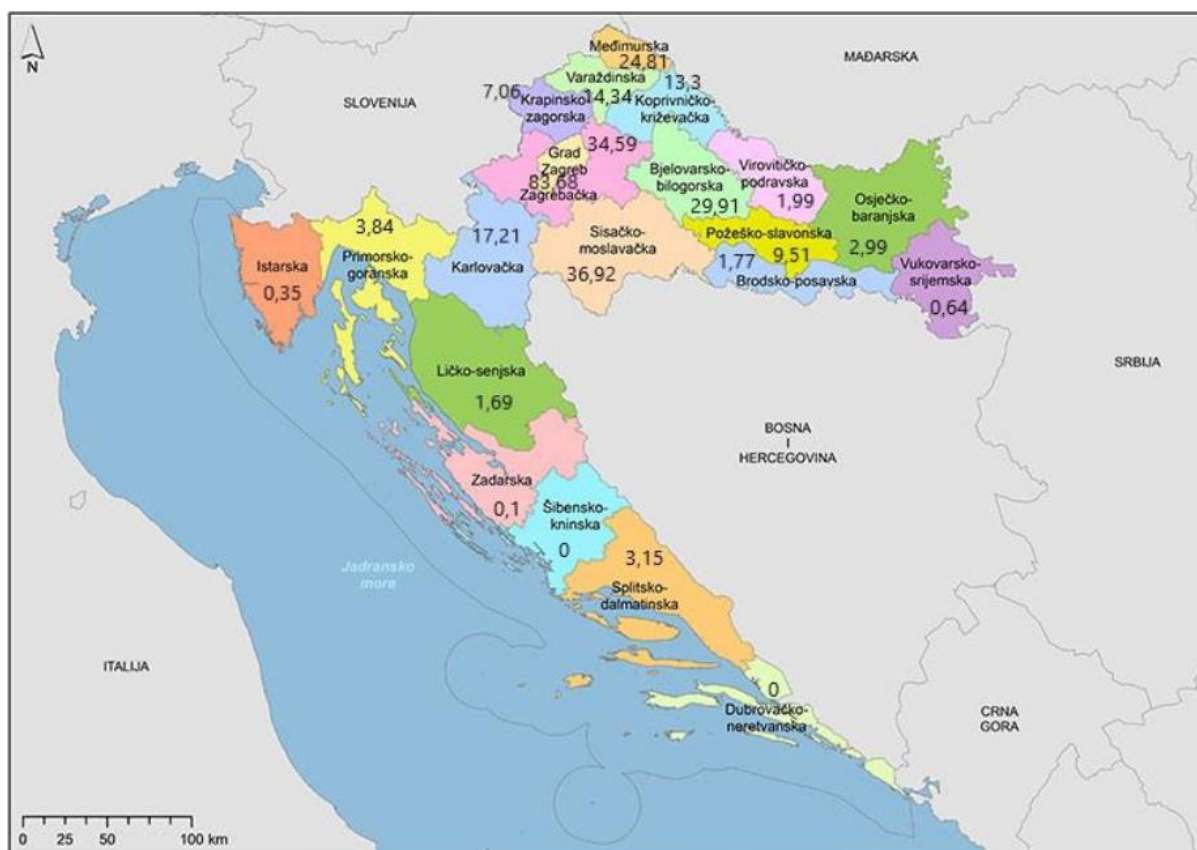 N
SLOVENIJA
MAĐARSKA
Međimurska
24,81
Varaždinska
14,34
13,3
Koprivničko-
križevačka
7,06
Krapinsko-
zagorska
34,59
Grad
Zagreb
83,68
Zagrebačka
Bjelovarsko-
bilogorska
29,91
Virovitičko-
podravska
1,99
Osječko-
baranjska
2,99
3,84
Primorsko-
goranska
17,21
Karlovačka
Sisačko-
moslavačka
36,92
Požeško-slavonska
9,51
1,77
Brodsko-posavska
Vukovarsko-
srijemska
0,64
Istarska
0,35
Ličko-senjska
1,69
SRBIJA
BOSNA
I
HERCEGOVINA
Zadarska
0,1
Šibensko-
kninska
0
3,15
Splitsko-
dalmatinska
Jadransko
more
ITALIJA
0
Dubrovačko-
neretvanska
CRNA
GORA
0 25 50 100 km